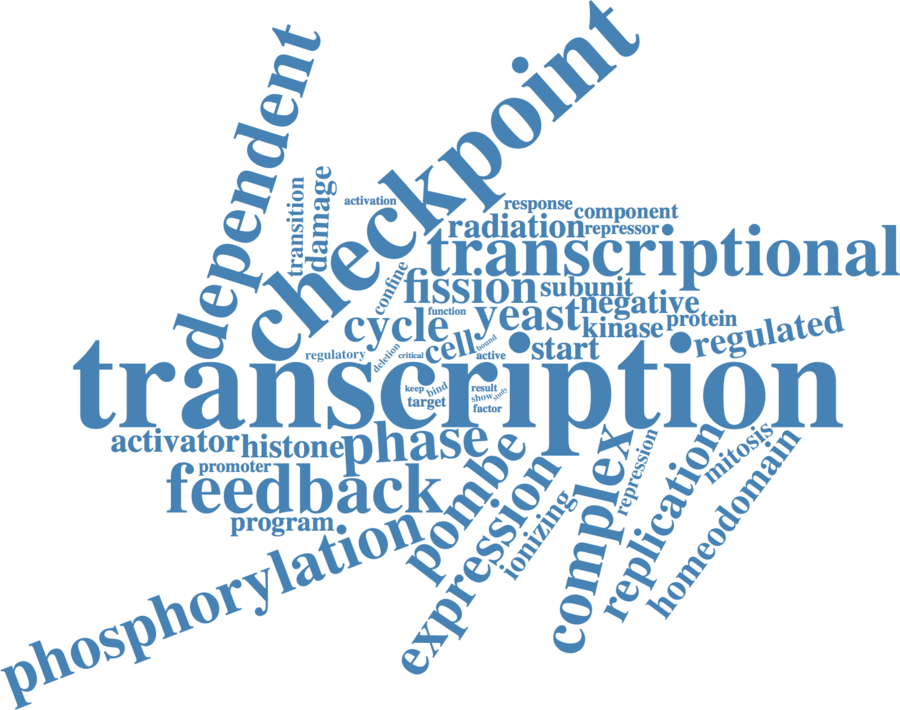 dependent
checkpoint
transition
damage
activation
response
component
radiation
repressor
transcriptional
confine
fission
subunit
negative
function
yeast
cycle
kinase
protein
regulated
cell
bound
start
regulatory
deletion
critical
active
transcription
keep
bind
result
show
study
target
factor
activator
histone
phase
promoter
feedback
program
pombe
phosphorylation
expression
ionizing
complex
repression
replication
mitosis
homeodomain